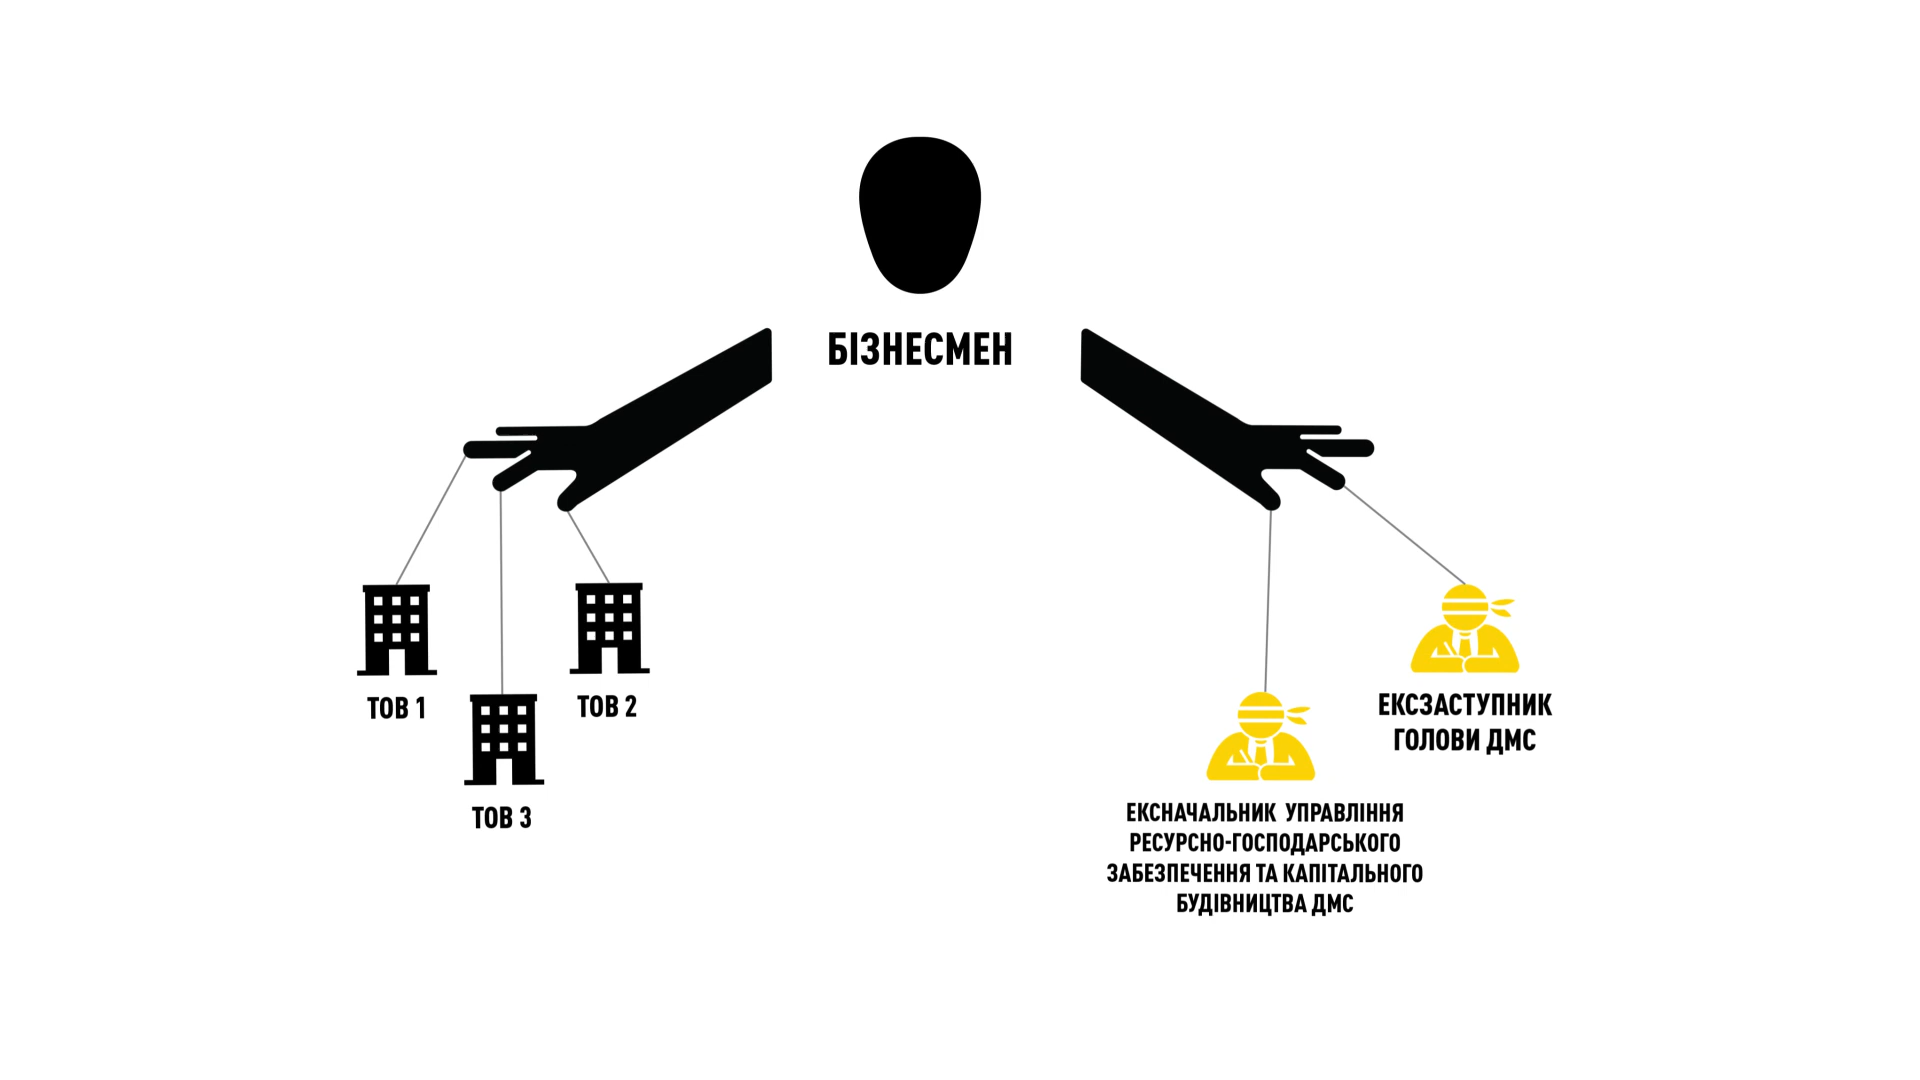 БІЗНЕСМЕН
ТОВ 1
ТОВ 2
ТОВ 3
ЕКСЗАСТУПНИК
ГОЛОВИ ДМС
ЕКСНАЧАЛЬНИК УПРАВЛІННЯ
РЕСУРСНО-ГОСПОДАРСЬКОГО
ЗАБЕЗПЕЧЕННЯ ТА КАПІТАЛЬНОГО
БУДІВНИЦТВА ДМС